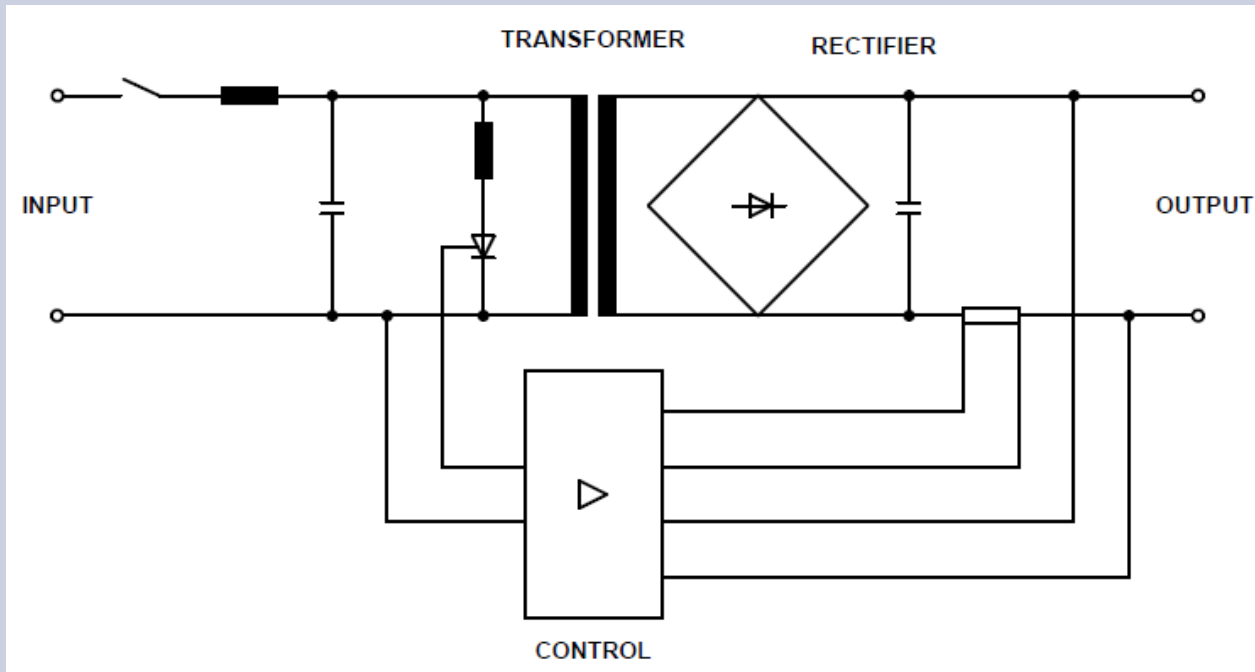 TRANSFORMER
RECTIFIER
INPUT
OUTPUT
CONTROL